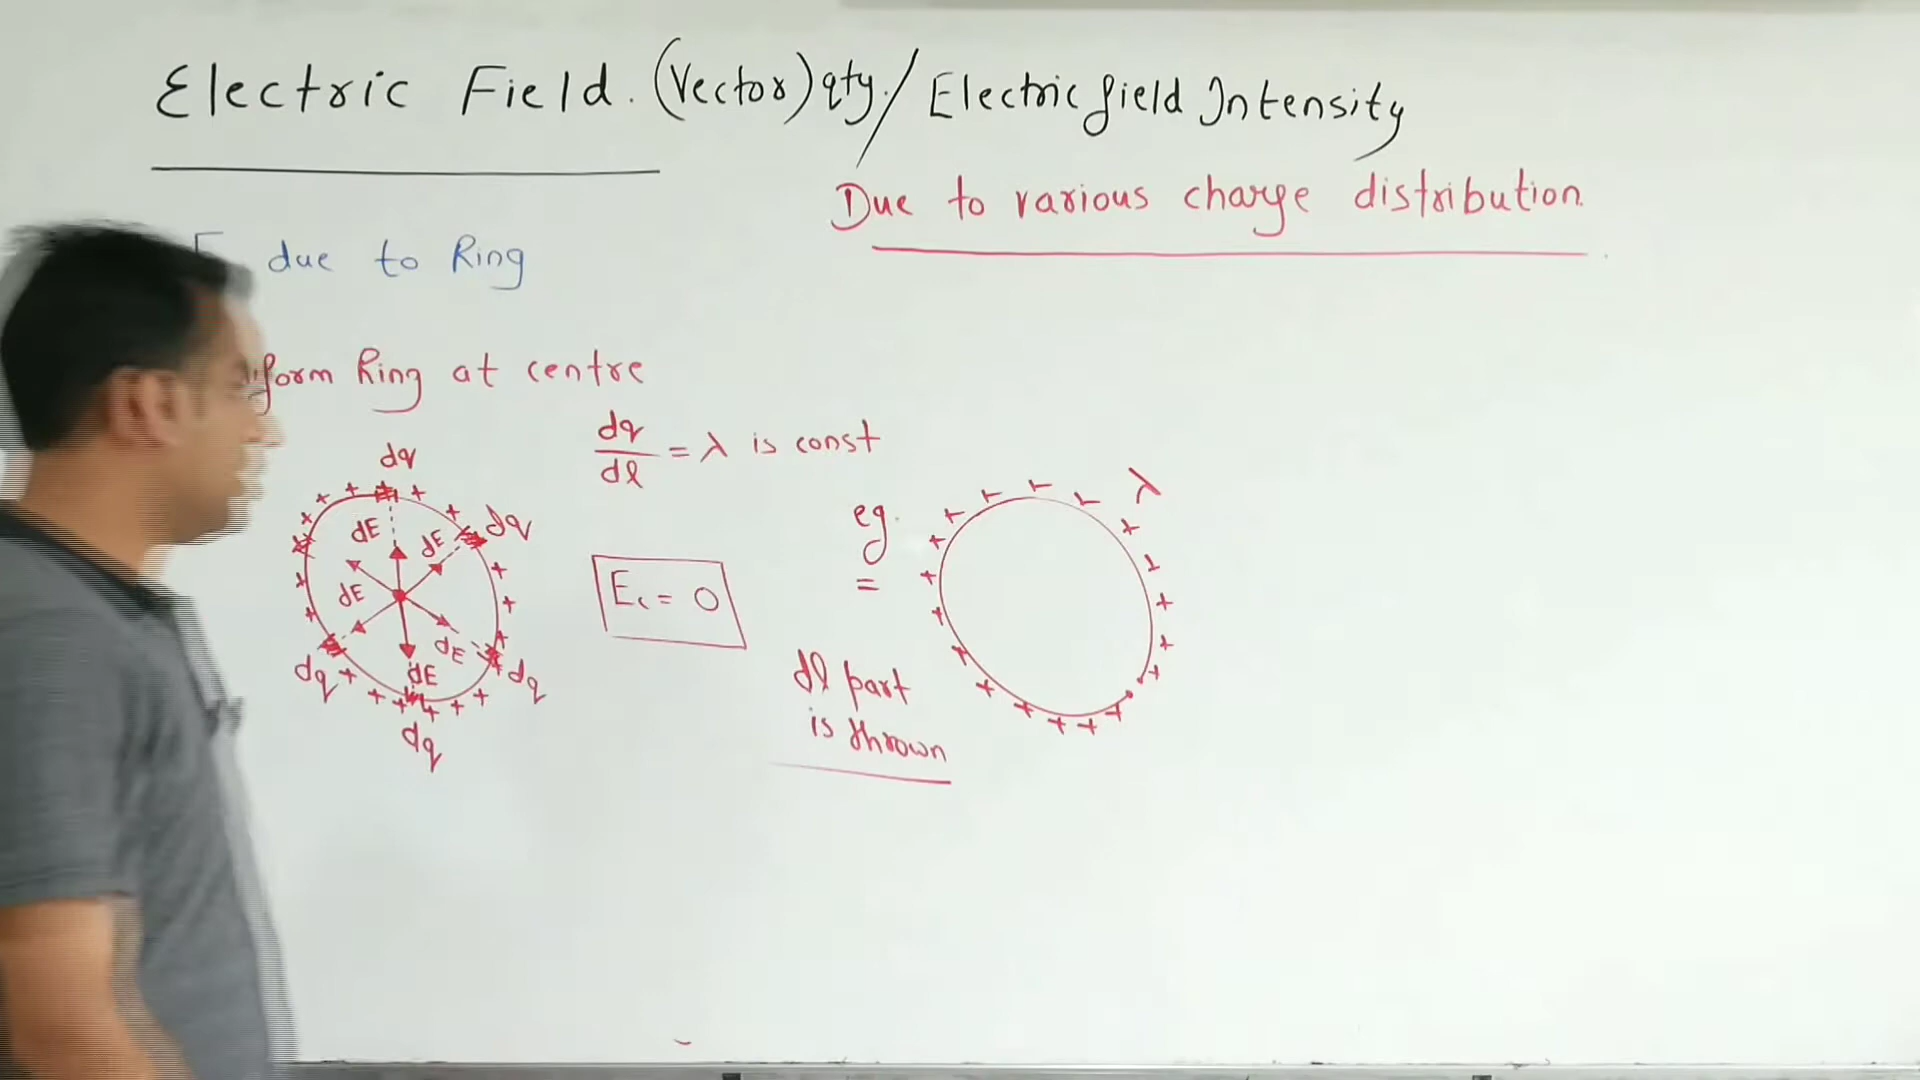 Electric Field. (Vector) qty. / Electric field Intensity
Due to various charge distribution.
due to Ring
iform Ring at centre
dq/dl = λ is const
dq
dE
dE
dq
dE
dE
dE
dq
dq
dq
Ec = 0
eg.
=
λ
dl part
is thrown